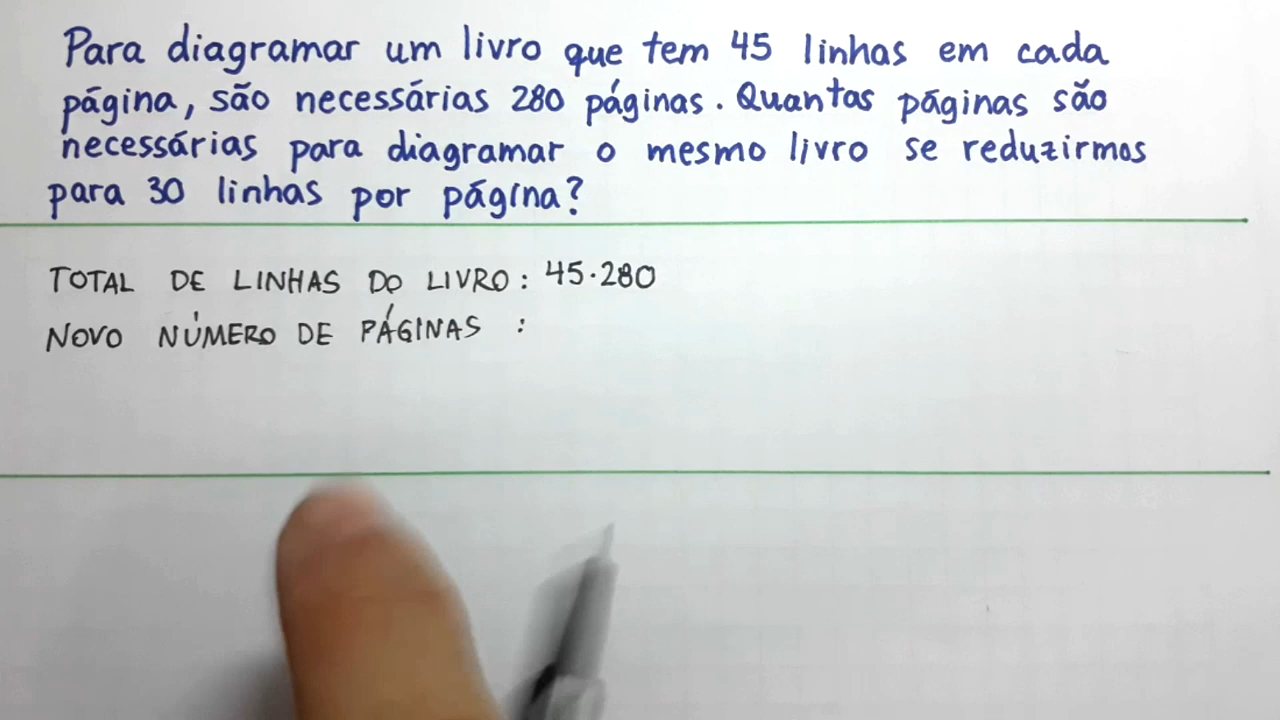 Para diagramar um livro que tem 45 linhas em cada
página, são necessárias 280 páginas. Quantas páginas são
necessárias para diagramar o mesmo livro se reduzirmos
para 30 linhas por página?
TOTAL DE LINHAS DO LIVRO: 45·280
NOVO NÚMERO DE PÁGINAS :